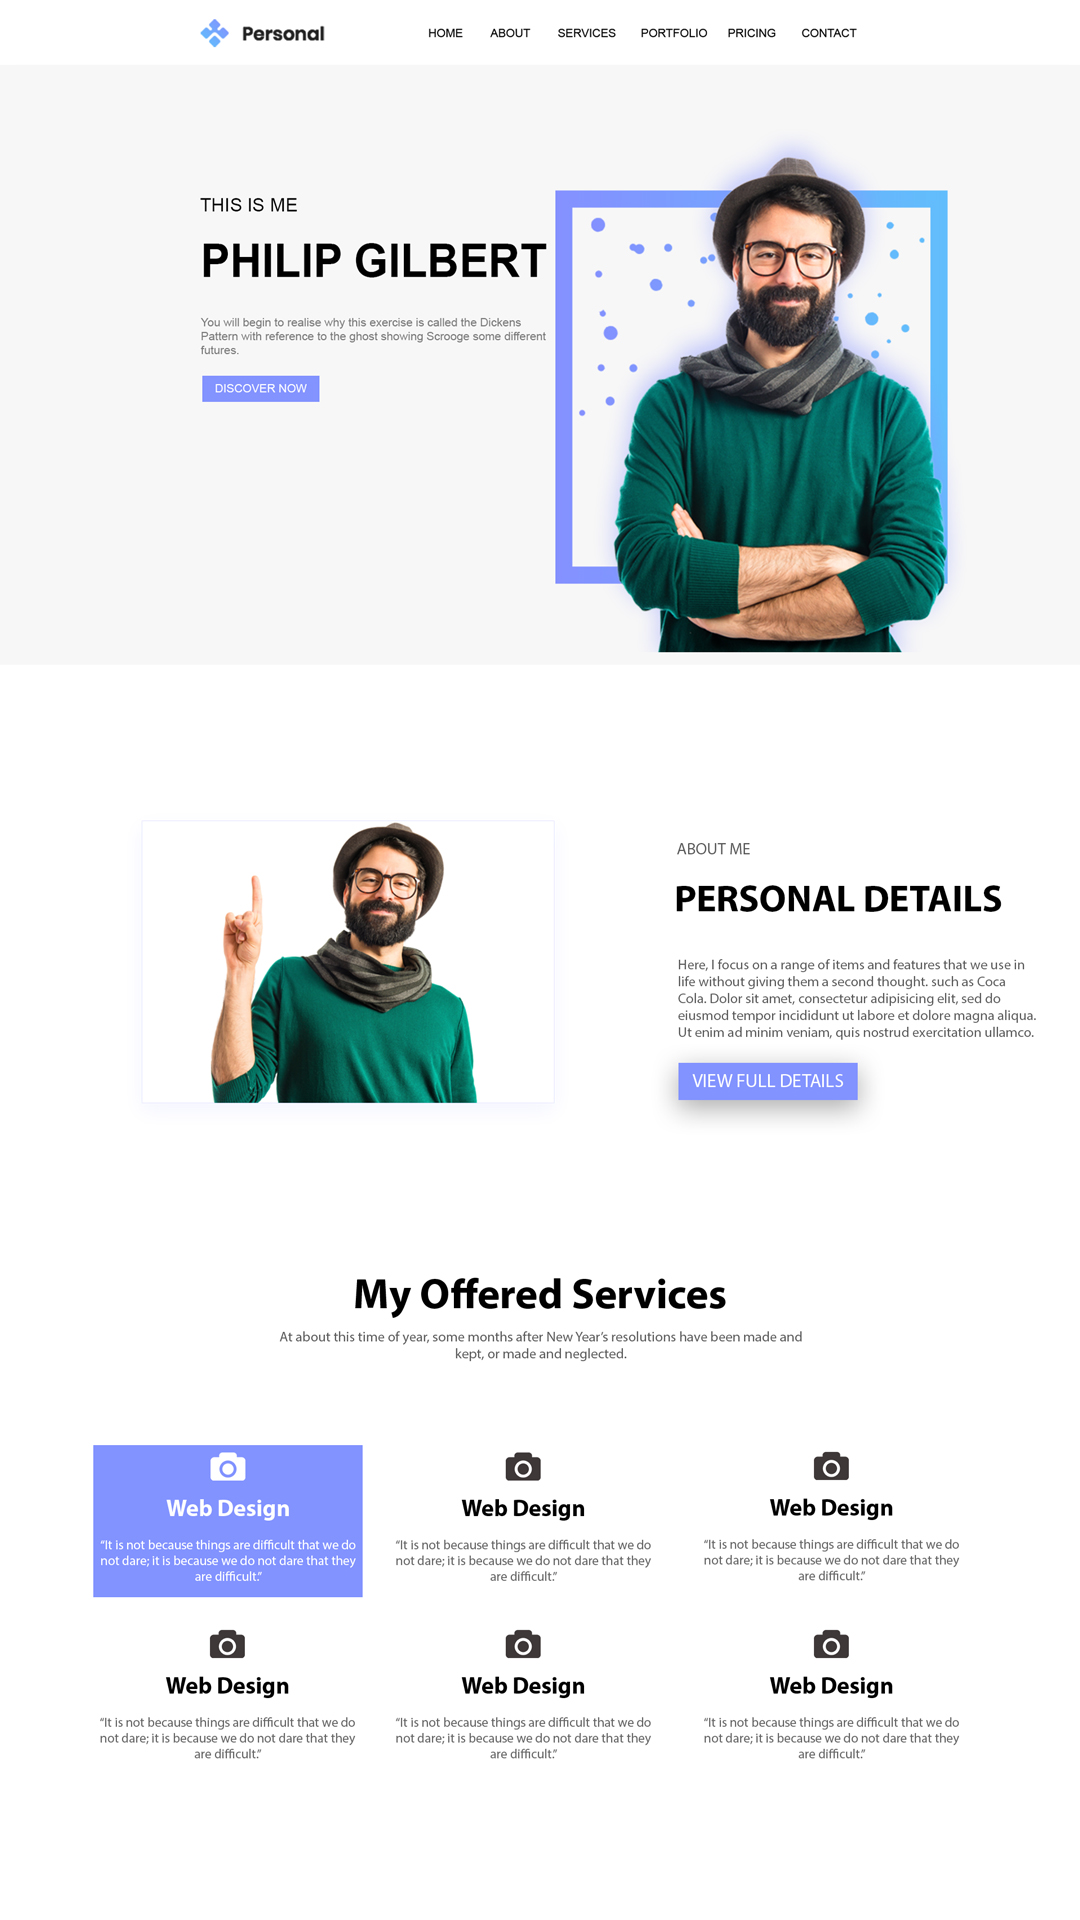 Personal
HOME ABOUT SERVICES PORTFOLIO PRICING CONTACT
THIS IS ME
PHILIP GILBERT
You will begin to realise why this exercise is called the Dickens
Pattern with reference to the ghost showing Scrooge some different
futures.
DISCOVER NOW
ABOUT ME
PERSONAL DETAILS
Here, I focus on a range of items and features that we use in
life without giving them a second thought. such as Coca
Cola. Dolor sit amet, consectetur adipisicing elit, sed do
eiusmod tempor incididunt ut labore et dolore magna aliqua.
Ut enim ad minim veniam, quis nostrud exercitation ullamco.
VIEW FULL DETAILS
My Offered Services
At about this time of year, some months after New Year’s resolutions have been made and
kept, or made and neglected.
Web Design
“It is not because things are difficult that we do
not dare; it is because we do not dare that they
are difficult.”
Web Design
“It is not because things are difficult that we do
not dare; it is because we do not dare that they
are difficult.”
Web Design
“It is not because things are difficult that we do
not dare; it is because we do not dare that they
are difficult.”
Web Design
“It is not because things are difficult that we do
not dare; it is because we do not dare that they
are difficult.”
Web Design
“It is not because things are difficult that we do
not dare; it is because we do not dare that they
are difficult.”
Web Design
“It is not because things are difficult that we do
not dare; it is because we do not dare that they
are difficult.”